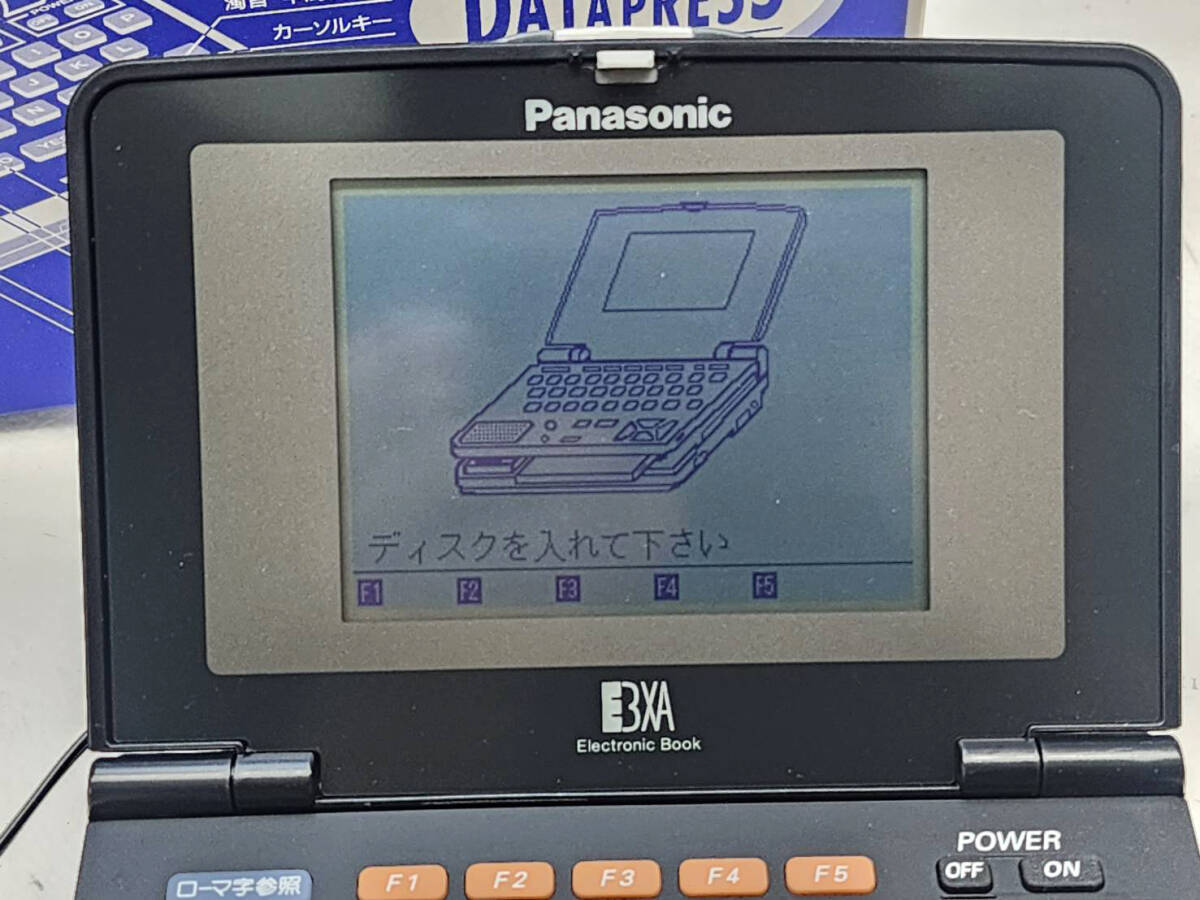 DATAPRESS
カーソルキー
POWER
I O P
J K L
N
Panasonic
ディスクを入れて下さい
F1 F2 F3 F4 F5
EBXA
Electronic Book
POWER
ローマ字参照 F1 F2 F3 F4 F5 OFF ON